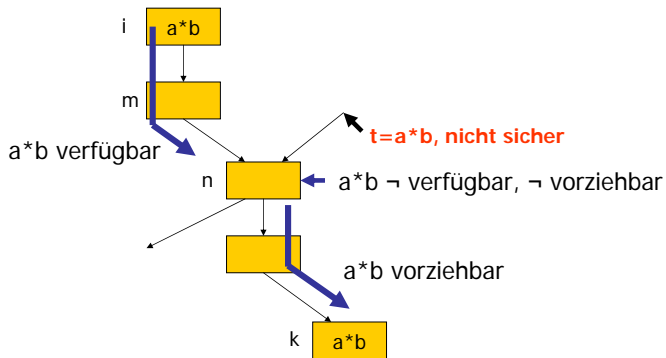 i
a*b
m
t=a*b, nicht sicher
a*b verfügbar
n
a*b ¬ verfügbar, ¬ vorziehbar
a*b vorziehbar
k
a*b